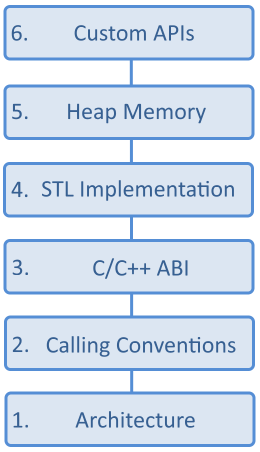 6. Custom APIs
5. Heap Memory
4. STL Implementation
3. C/C++ ABI
2. Calling Conventions
1. Architecture